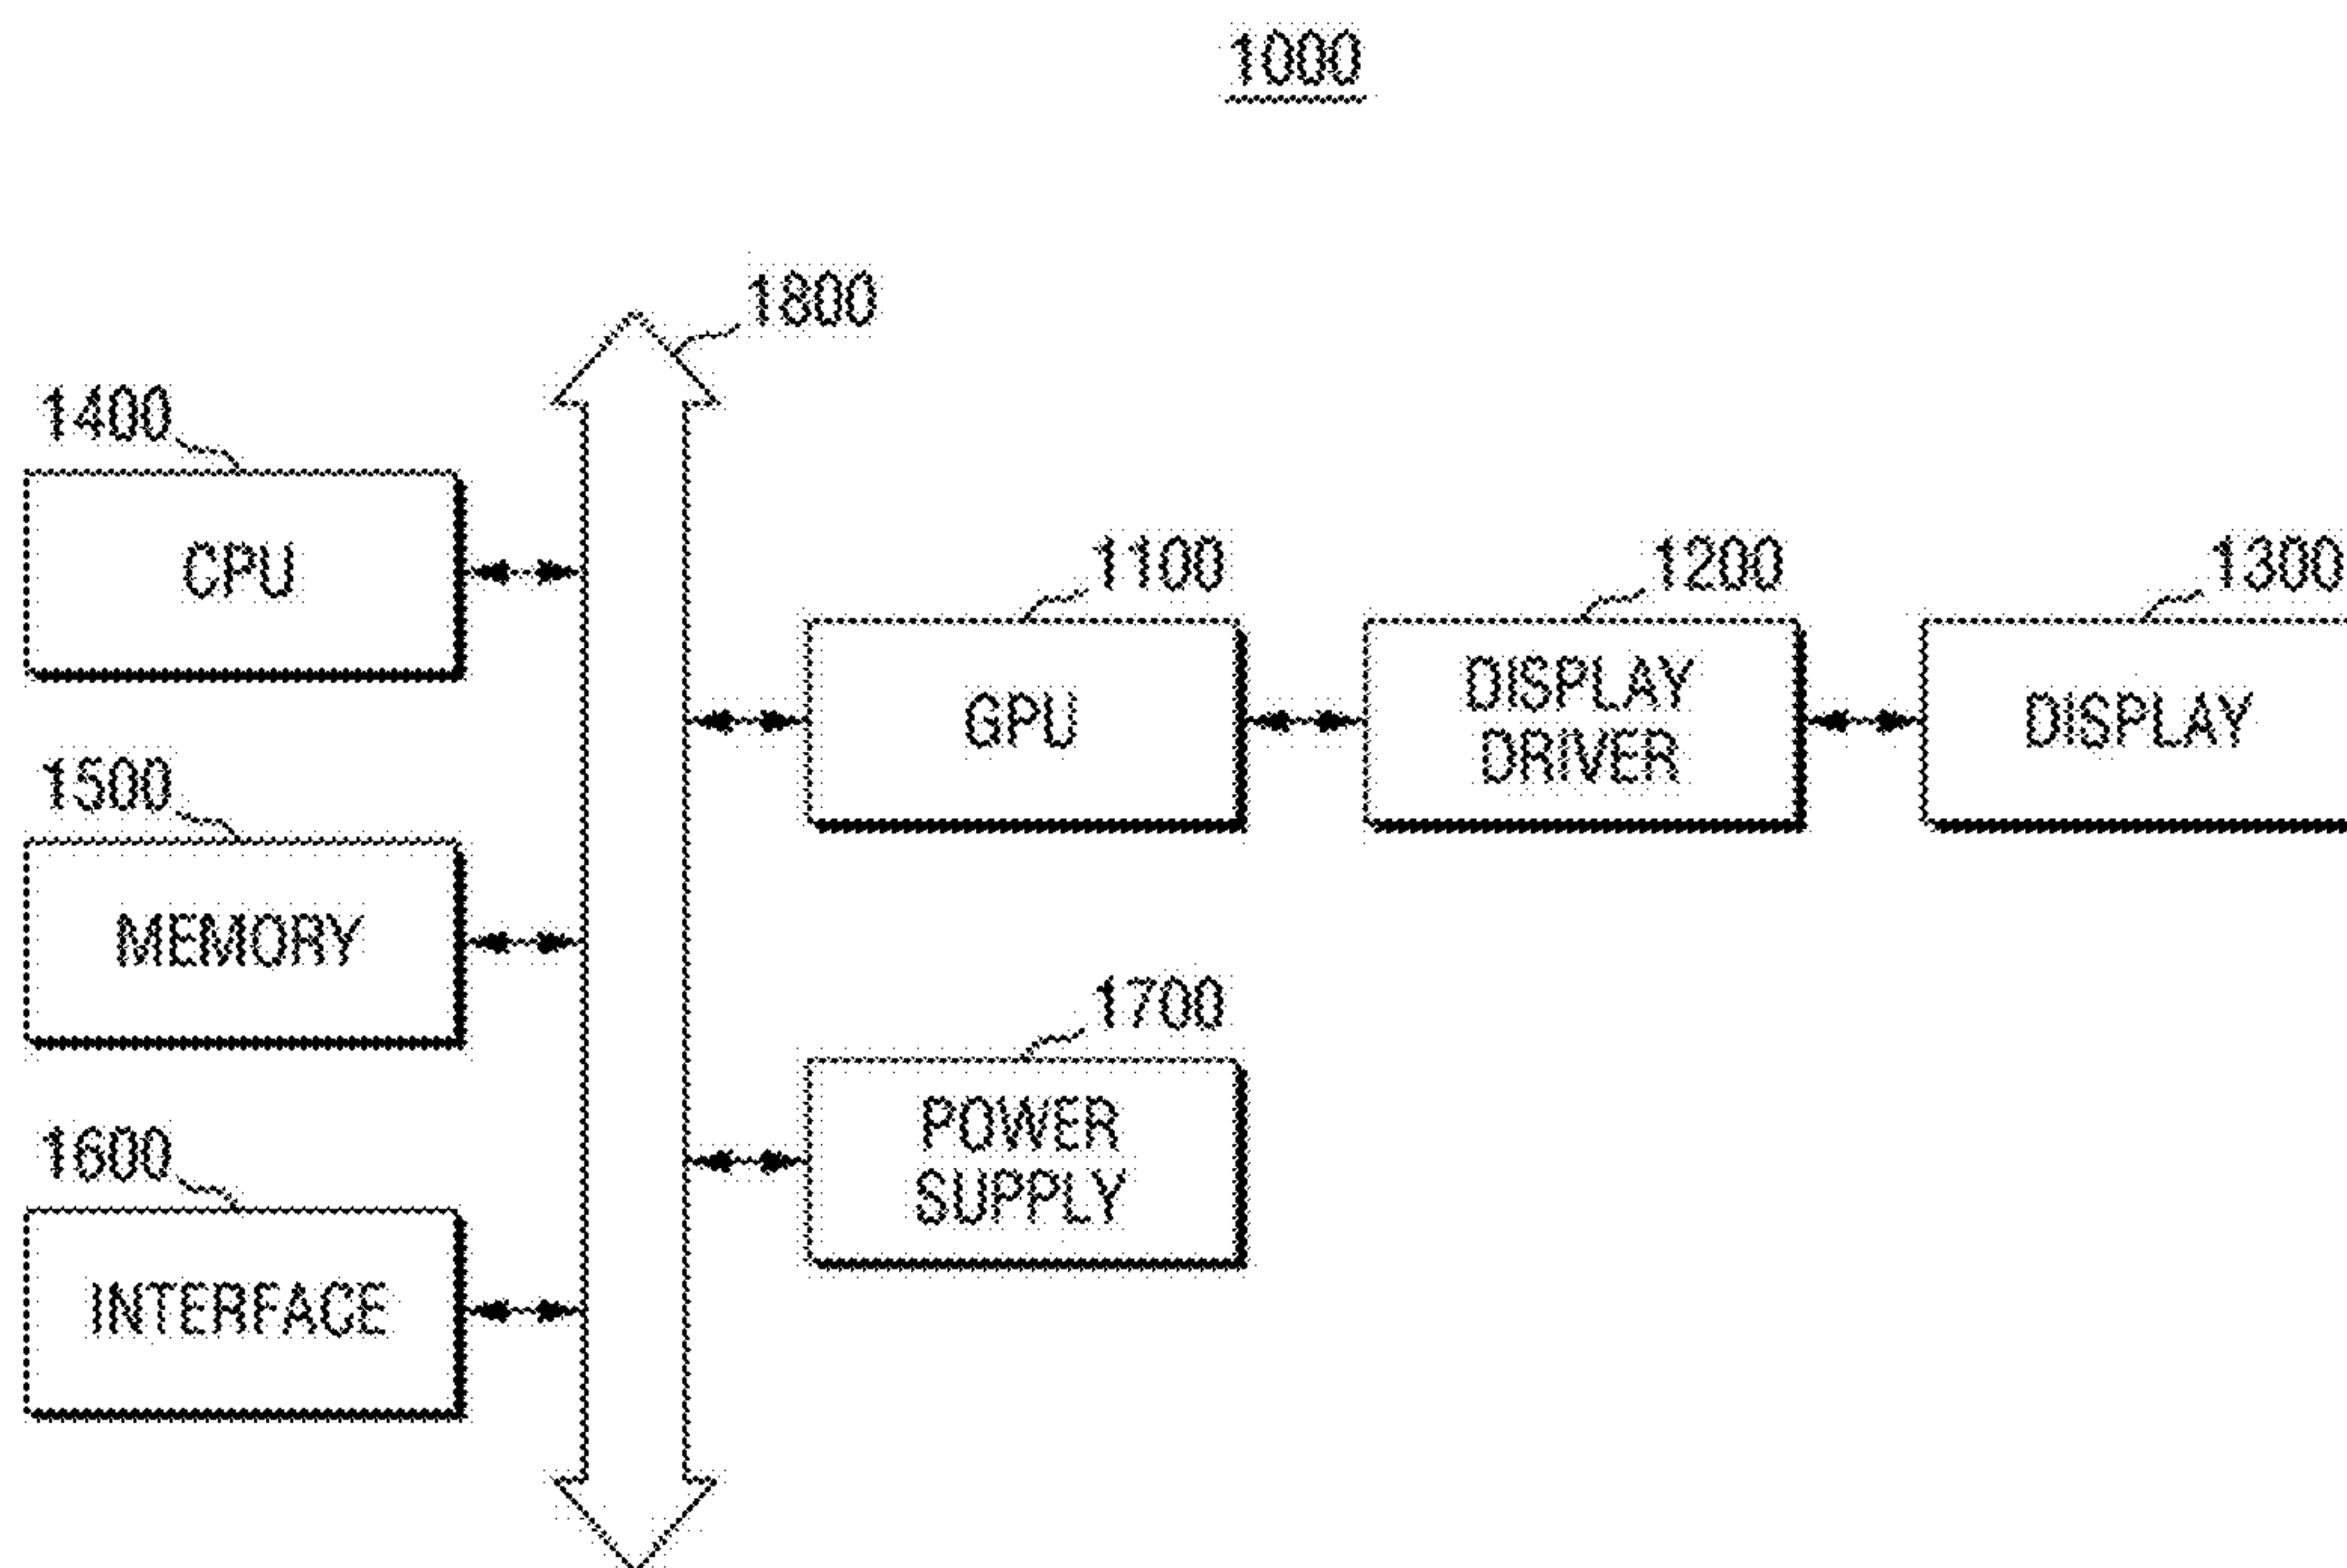 1000
1800
1400
CPU
1100
1200
1300
GPU
DISPLAY
DRIVER
DISPLAY
1500
MEMORY
1700
POWER
SUPPLY
1600
INTERFACE